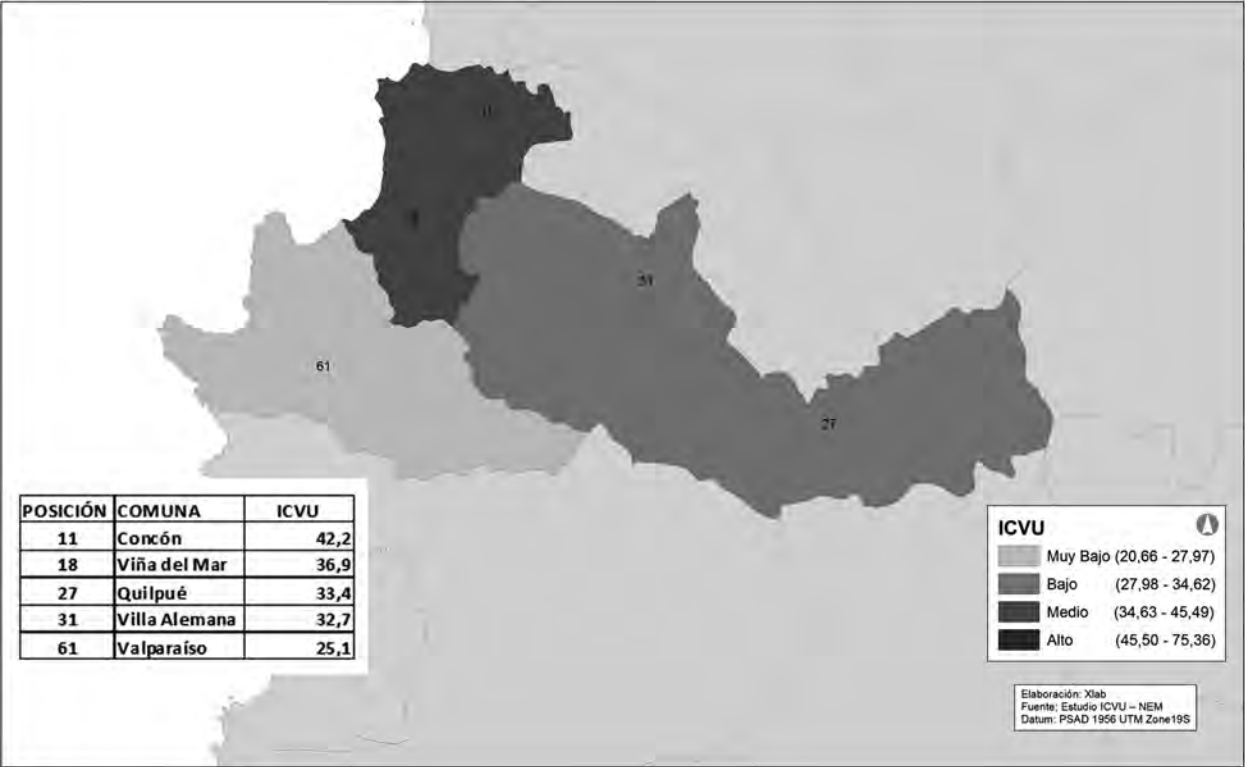 31
61
27
POSICIÓN COMUNA ICVU
11 Concón 42,2
18 Viña del Mar 36,9
27 Quilpué 33,4
31 Villa Alemana 32,7
61 Valparaíso 25,1
ICVU
Muy Bajo (20,66 - 27,97)
Bajo (27,98 - 34,62)
Medio (34,63 - 45,49)
Alto (45,50 - 75,36)
Elaboración: Xlab
Fuente; Estudio ICVU – NEM
Datum: PSAD 1956 UTM Zone19S